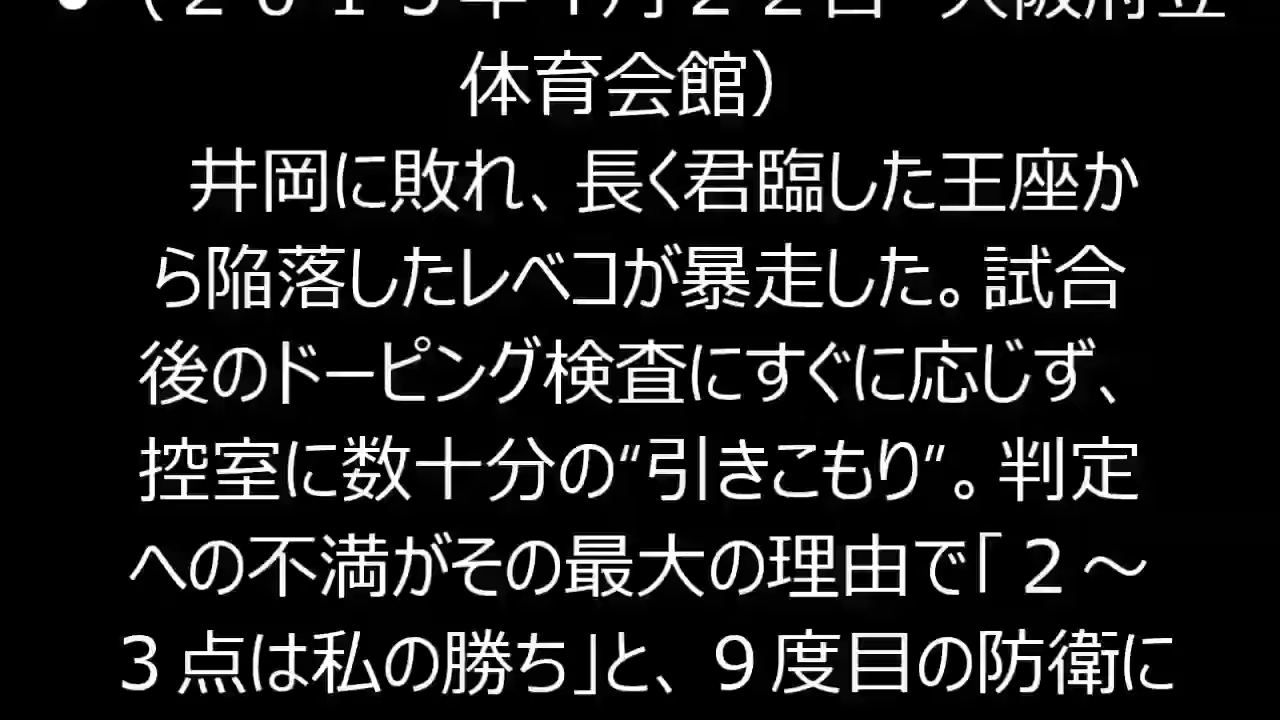 体育会館）
井岡に敗れ、長く君臨した王座か
ら陥落したレベコが暴走した。試合
後のドーピング検査にすぐに応じず、
控室に数十分の“引きこもり”。判定
への不満がその最大の理由で「２～
３点は私の勝ち」と、９度目の防衛に